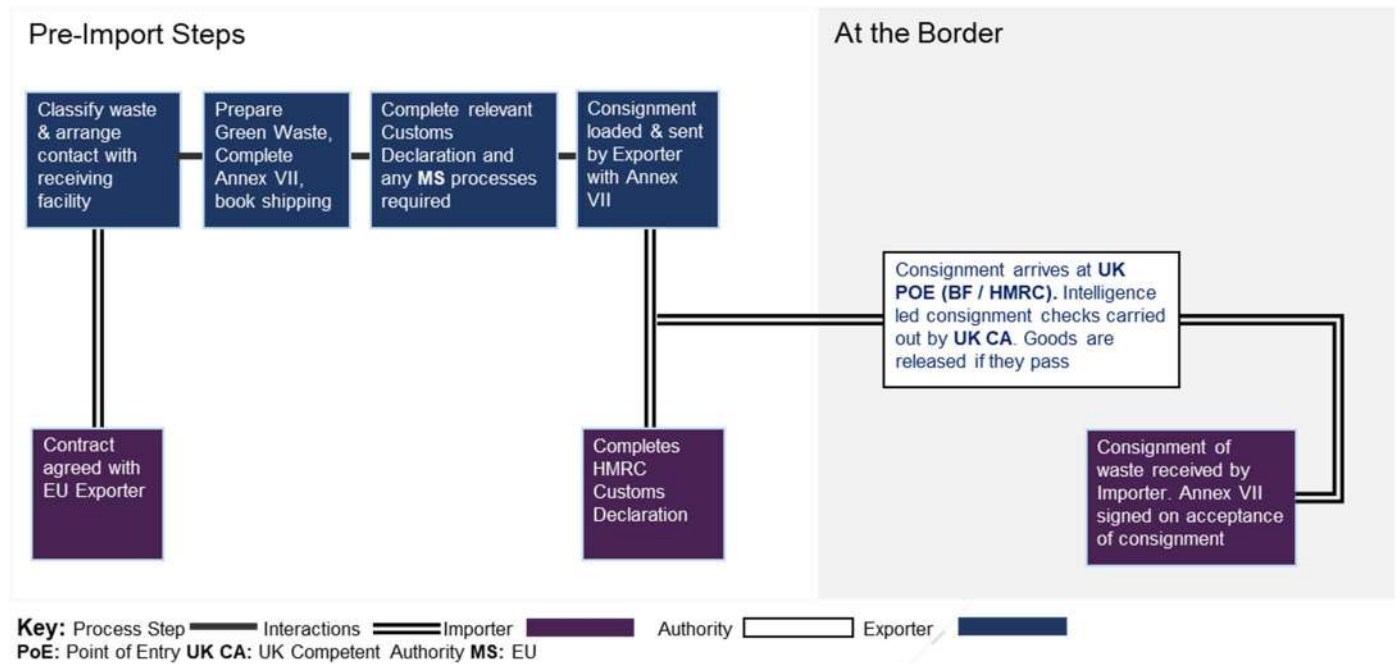 Pre-Import Steps
At the Border
Classify waste
& arrange
contact with
receiving
facility
Prepare
Green Waste,
Complete
Annex VII,
book shipping
Complete relevant
Customs
Declaration and
any MS processes
required
Consignment
loaded & sent
by Exporter
with Annex
VII
Consignment arrives at UK
POE (BF / HMRC). Intelligence
led consignment checks carried
out by UK CA. Goods are
released if they pass
Contract
agreed with
EU Exporter
Completes
HMRC
Customs
Declaration
Consignment of
waste received by
Importer. Annex VII
signed on acceptance
of consignment
Key: Process Step Interactions Importer Authority Exporter
PoE: Point of Entry UK CA: UK Competent Authority MS: EU